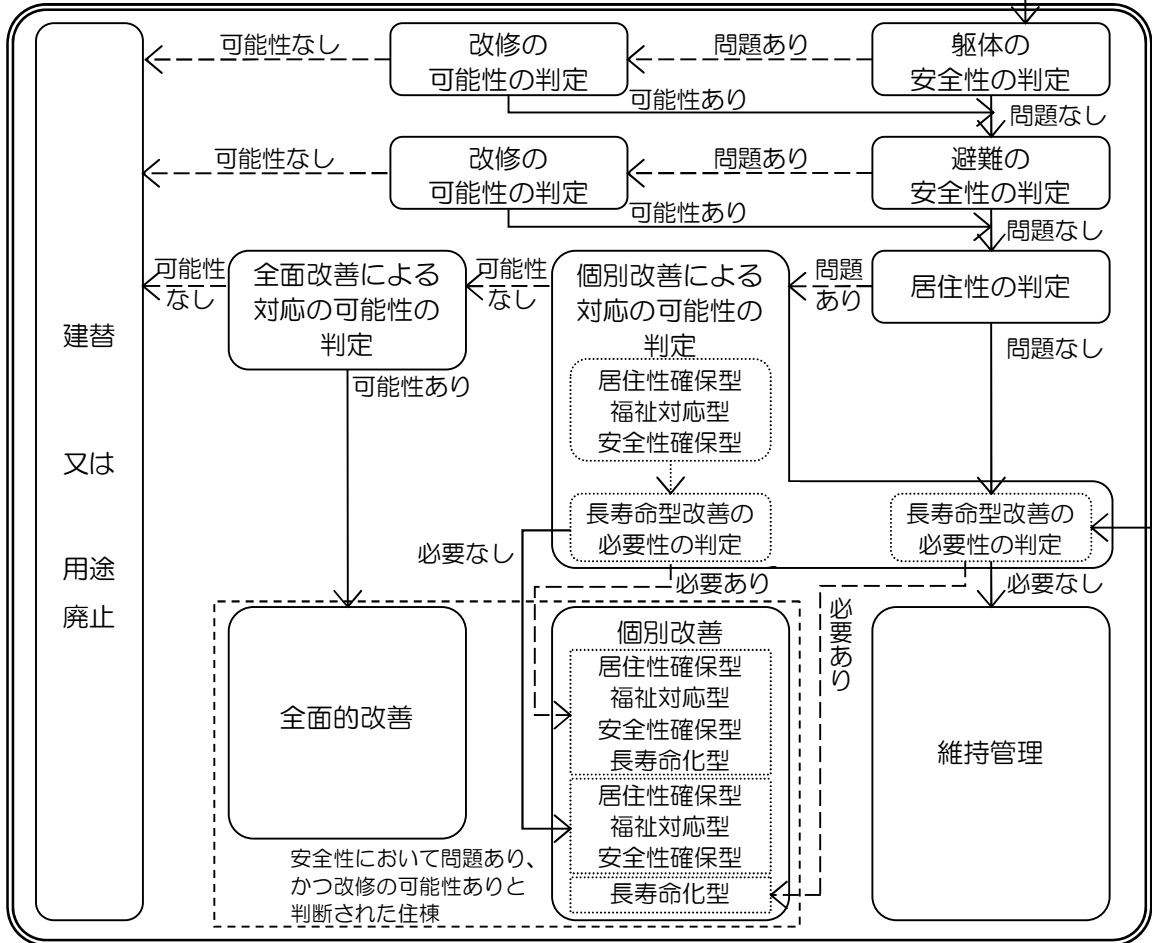 可能性なし
改修の
可能性の判定
問題あり
躯体の
安全性の判定
可能性あり
問題なし
可能性なし
改修の
可能性の判定
問題あり
避難の
安全性の判定
可能性あり
問題なし
可能性
なし
全面改善による
対応の可能性の
判定
可能性
なし
個別改善による
対応の可能性の
判定
問題
あり
居住性の判定
建替
又は
用途
廃止
可能性あり
居住性確保型
福祉対応型
安全性確保型
問題なし
長寿命型改善の
必要性の判定
長寿命型改善の
必要性の判定
必要なし
必要あり
必要あり
必要なし
全面的改善
個別改善
居住性確保型
福祉対応型
安全性確保型
長寿命化型
居住性確保型
福祉対応型
安全性確保型
長寿命化型
維持管理
安全性において問題あり、
かつ改修の可能性ありと
判断された住棟